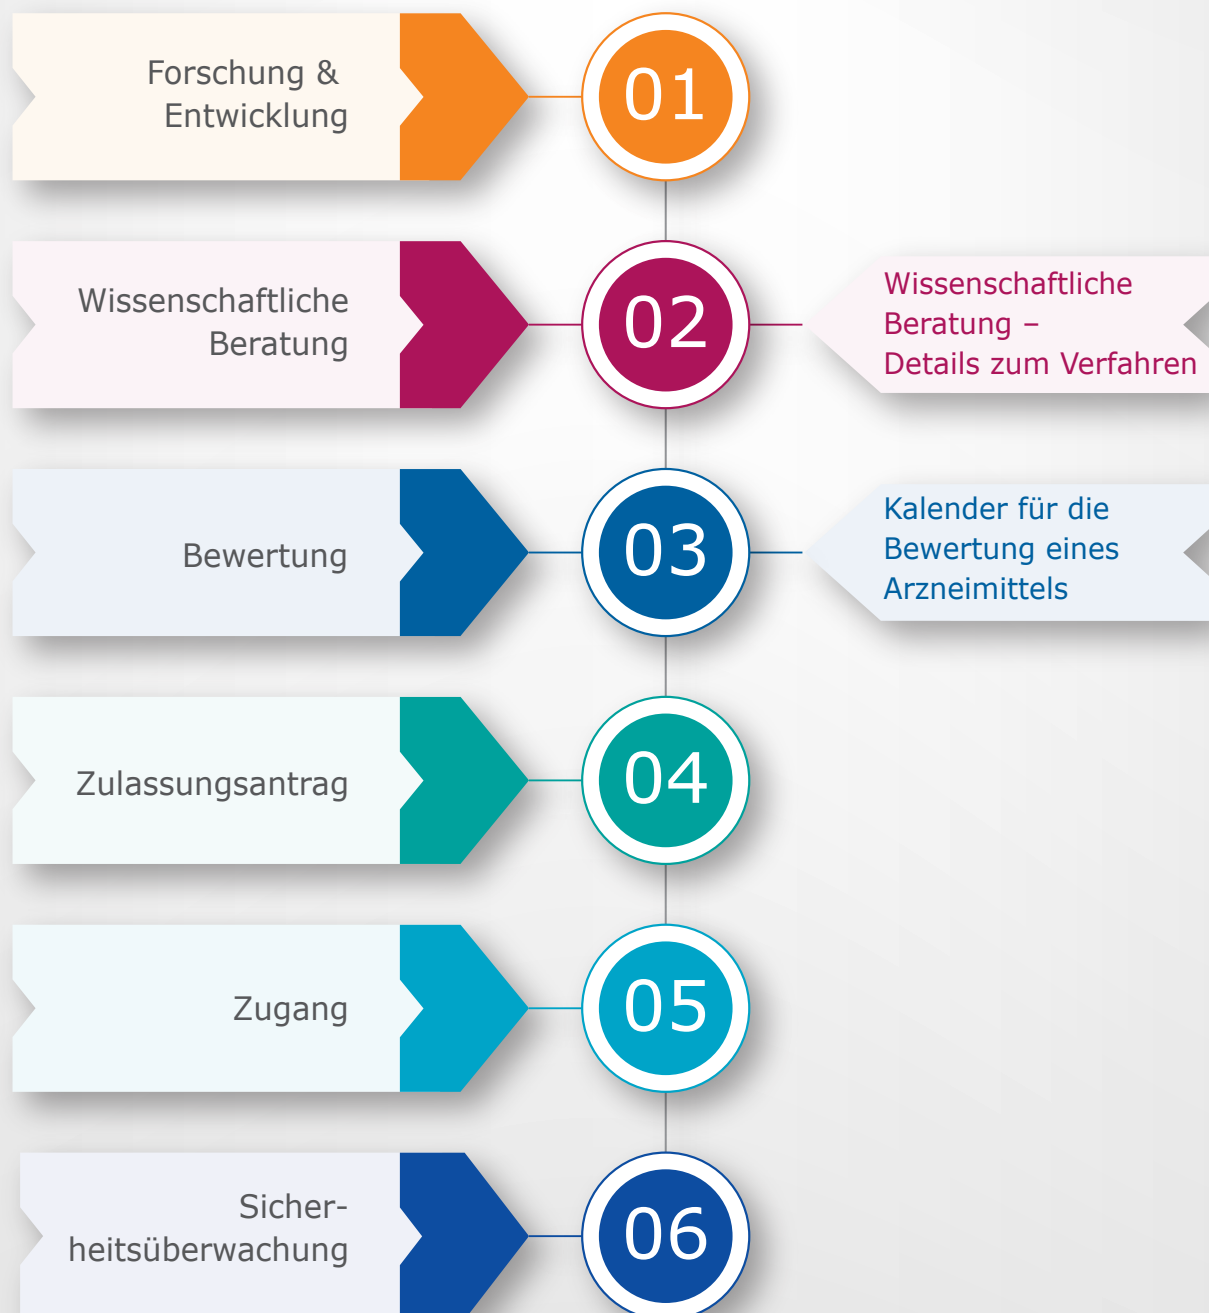 Forschung &
Entwicklung
01
Wissenschaftliche
Beratung
02
Wissenschaftliche
Beratung –
Details zum Verfahren
Bewertung
03
Kalender für die
Bewertung eines
Arzneimittels
Zulassungsantrag
04
Zugang
05
Sicher-
heitsüberwachung
06